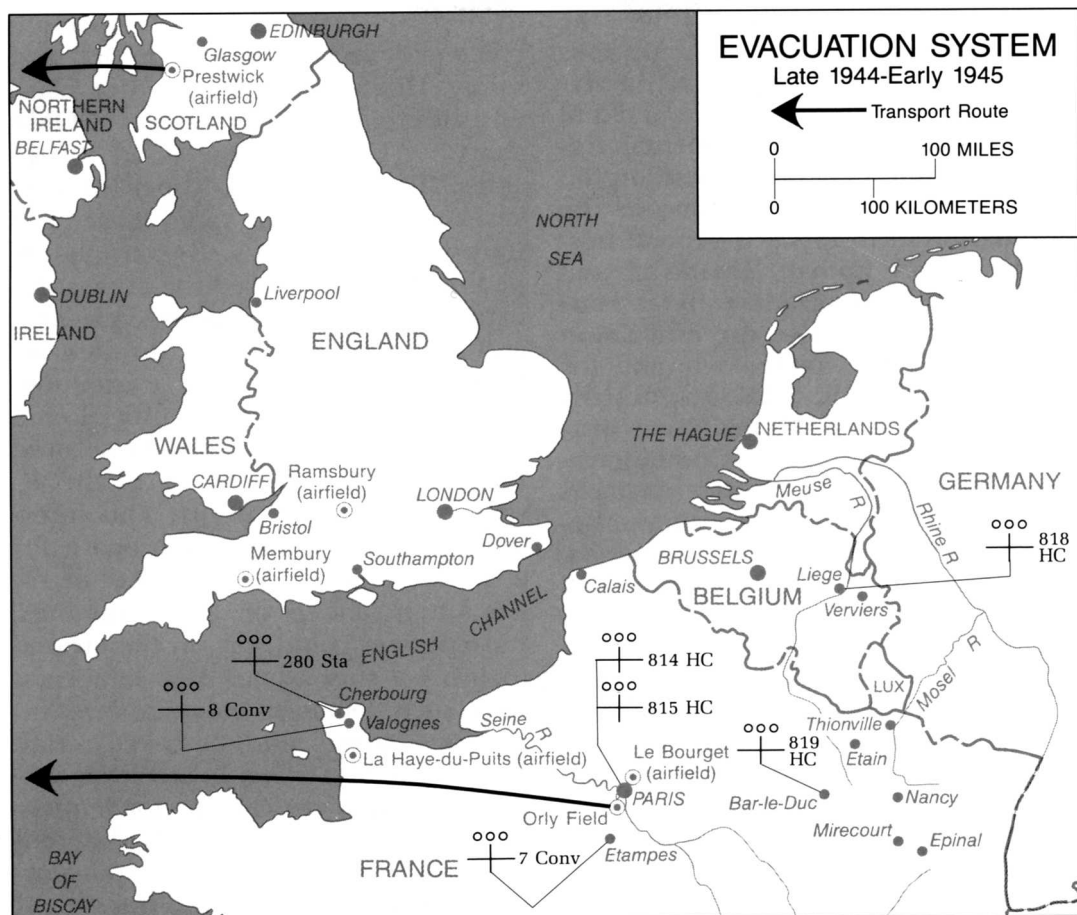 EVACUATION SYSTEM
Late 1944-Early 1945
Transport Route
0 100 MILES
0 100 KILOMETERS
EDINBURGH
Glasgow
Prestwick
(airfield)
NORTHERN
IRELAND
SCOTLAND
BELFAST
NORTH
SEA
DUBLIN
Liverpool
IRELAND
ENGLAND
WALES
THE HAGUE
NETHERLANDS
CARDIFF
Ramsbury
(airfield)
LONDON
Meuse
R
Rhine R
GERMANY
Bristol
818
HC
Membury
(airfield)
Southampton
Dover
BRUSSELS
Liege
Calais
BELGIUM
Verviers
ENGLISH CHANNEL
280 Sta
814 HC
8 Conv
Cherbourg
Valognes
815 HC
LUX
Mosel R
Seine R
Thionville
819
HC
Etain
La Haye-du-Puits (airfield)
Le Bourget
(airfield)
PARIS
Bar-le-Duc
Nancy
Orly Field
Mirecourt
Epinal
7 Conv
Etampes
FRANCE
BAY
OF
BISCAY